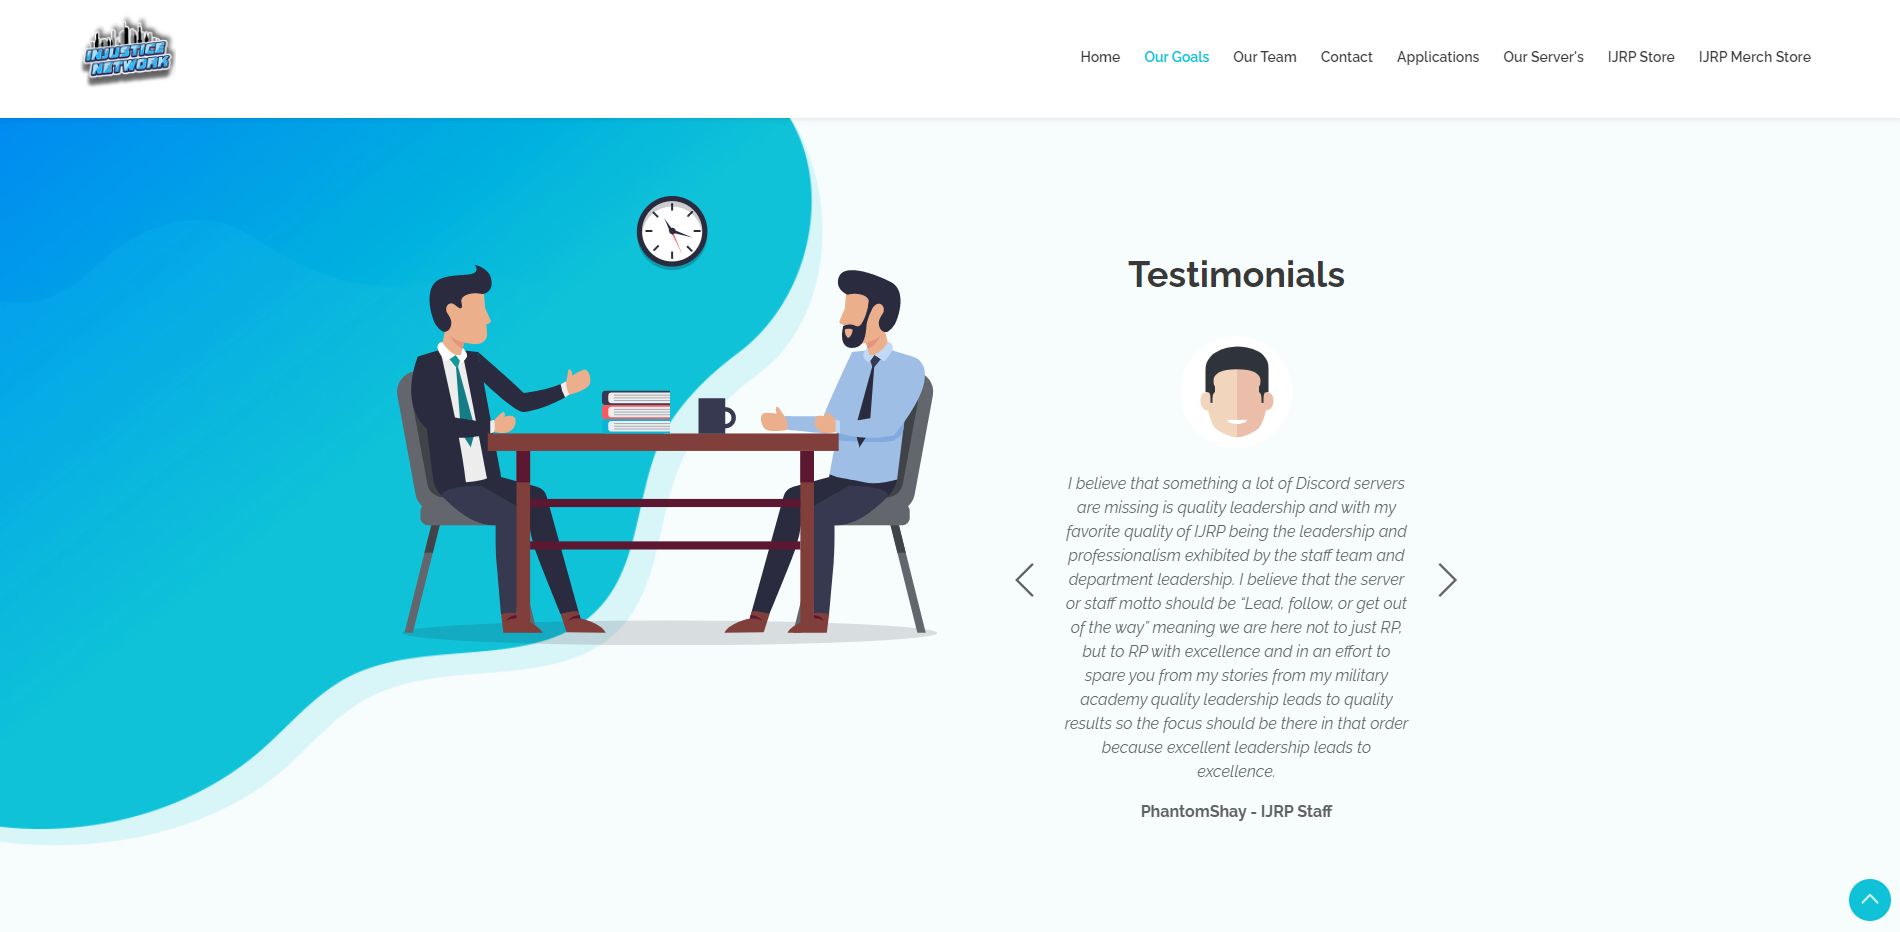 INJUSTICE
NETWORK
Home Our Goals Our Team Contact Applications Our Server's IJRP Store IJRP Merch Store
Testimonials
I believe that something a lot of Discord servers
are missing is quality leadership and with my
favorite quality of IJRP being the leadership and
professionalism exhibited by the staff team and
department leadership. I believe that the server
or staff motto should be “Lead, follow, or get out
of the way” meaning we are here not to just RP,
but to RP with excellence and in an effort to
spare you from my stories from my military
academy quality leadership leads to quality
results so the focus should be there in that order
because excellent leadership leads to
excellence.
PhantomShay - IJRP Staff